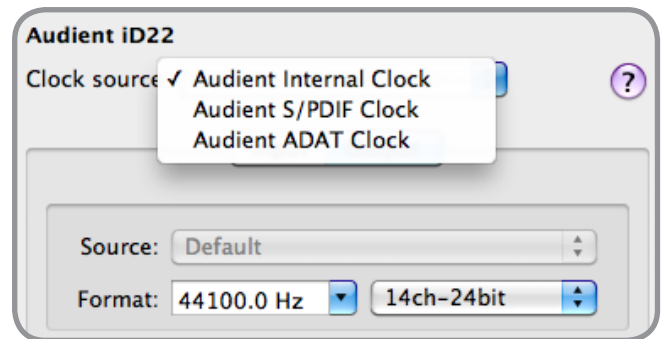 Audient iD22
Clock source ✓ Audient Internal Clock ?
Audient S/PDIF Clock
Audient ADAT Clock
Source: Default
Format: 44100.0 Hz 14ch-24bit